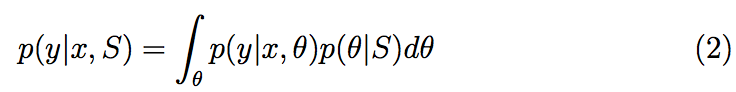 p(y|x, S) = ∫_θ p(y|x, θ)p(θ|S)dθ (2)